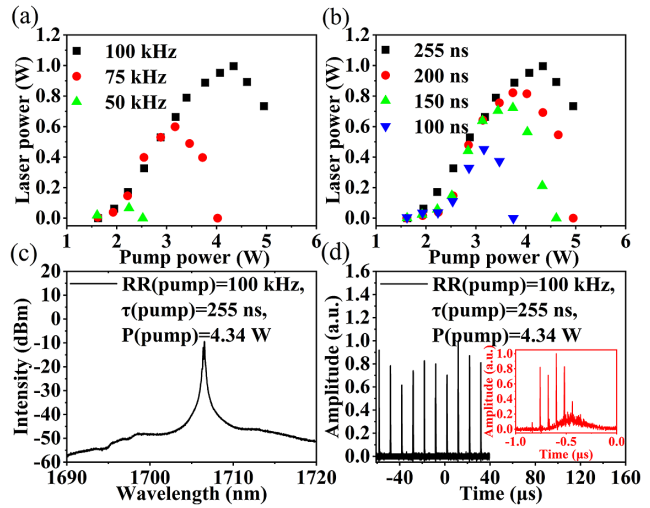 (a)
1.2
1.0
0.8
0.6
0.4
0.2
0.0
Laser power (W)
100 kHz
75 kHz
50 kHz
1 2 3 4 5 6
Pump power (W)
(b)
1.2
1.0
0.8
0.6
0.4
0.2
0.0
Laser power (W)
255 ns
200 ns
150 ns
100 ns
1 2 3 4 5 6
Pump power (W)
(c)
20
10
0
-10
-20
-30
-40
-50
-60
Intensity (dBm)
RR(pump)=100 kHz,
τ(pump)=255 ns,
P(pump)=4.34 W
1690 1700 1710 1720
Wavelength (nm)
(d)
1.6
1.4
1.2
1.0
0.8
0.6
0.4
0.2
0.0
Amplitude (a.u.)
RR(pump)=100 kHz,
τ(pump)=255 ns,
P(pump)=4.34 W
1.0
0.8
0.6
0.4
0.2
0.0
Amplitude (a.u.)
-1.0 -0.5 0.0
Time (μs)
-40 0 40 80 120 160
Time (μs)